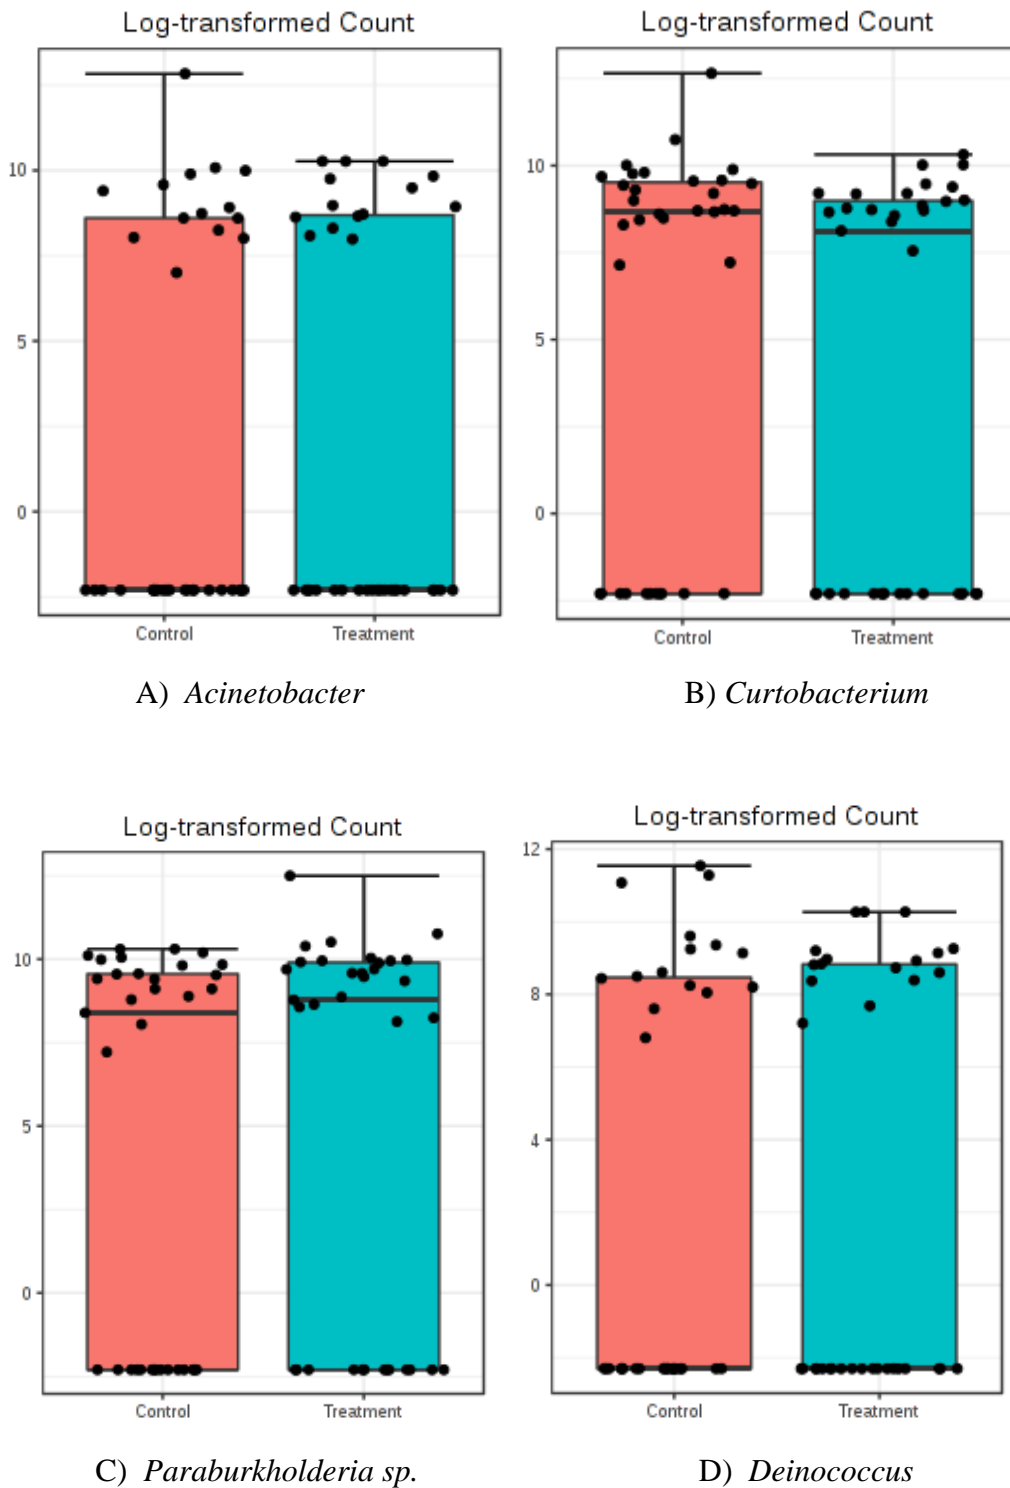 Log-transformed Count
10
5
0
Control Treatment
A) Acinetobacter
Log-transformed Count
10
5
0
Control Treatment
B) Curtobacterium
Log-transformed Count
10
5
0
Control Treatment
C) Paraburkholderia sp.
Log-transformed Count
12
8
4
0
Control Treatment
D) Deinococcus